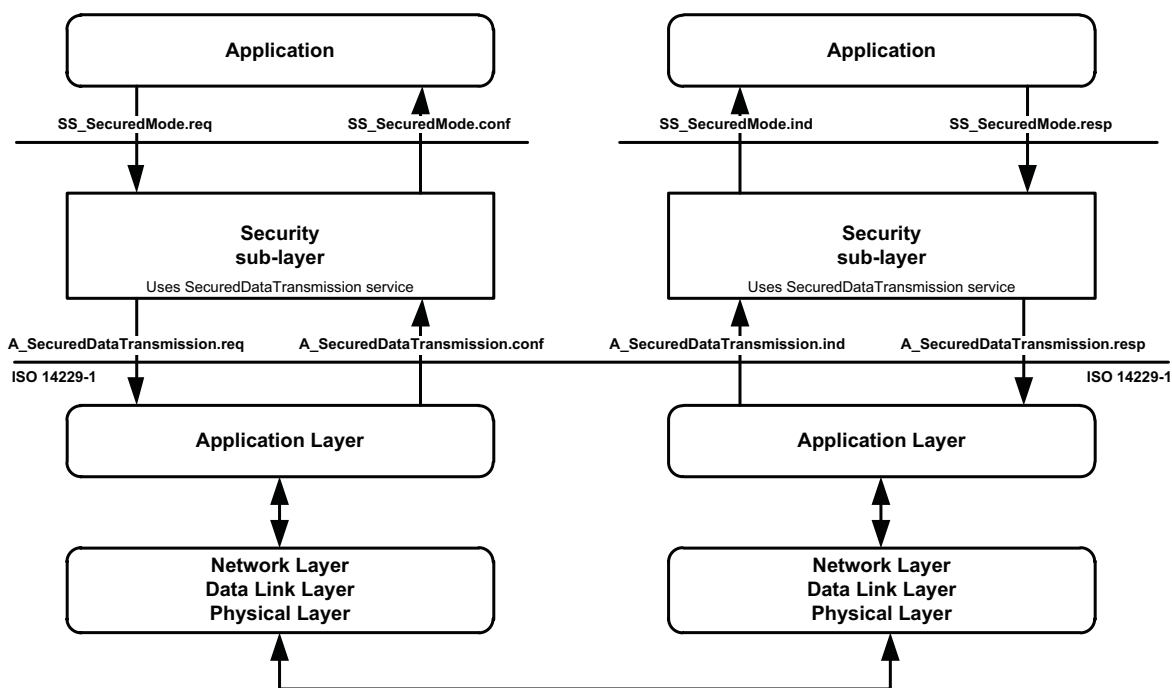 Application
Application
SS_SecuredMode.req
SS_SecuredMode.conf
SS_SecuredMode.ind
SS_SecuredMode.resp
Security
sub-layer
Uses SecuredDataTransmission service
Security
sub-layer
Uses SecuredDataTransmission service
A_SecuredDataTransmission.req
A_SecuredDataTransmission.conf
A_SecuredDataTransmission.ind
A_SecuredDataTransmission.resp
ISO 14229-1
ISO 14229-1
Application Layer
Application Layer
Network Layer
Data Link Layer
Physical Layer
Network Layer
Data Link Layer
Physical Layer